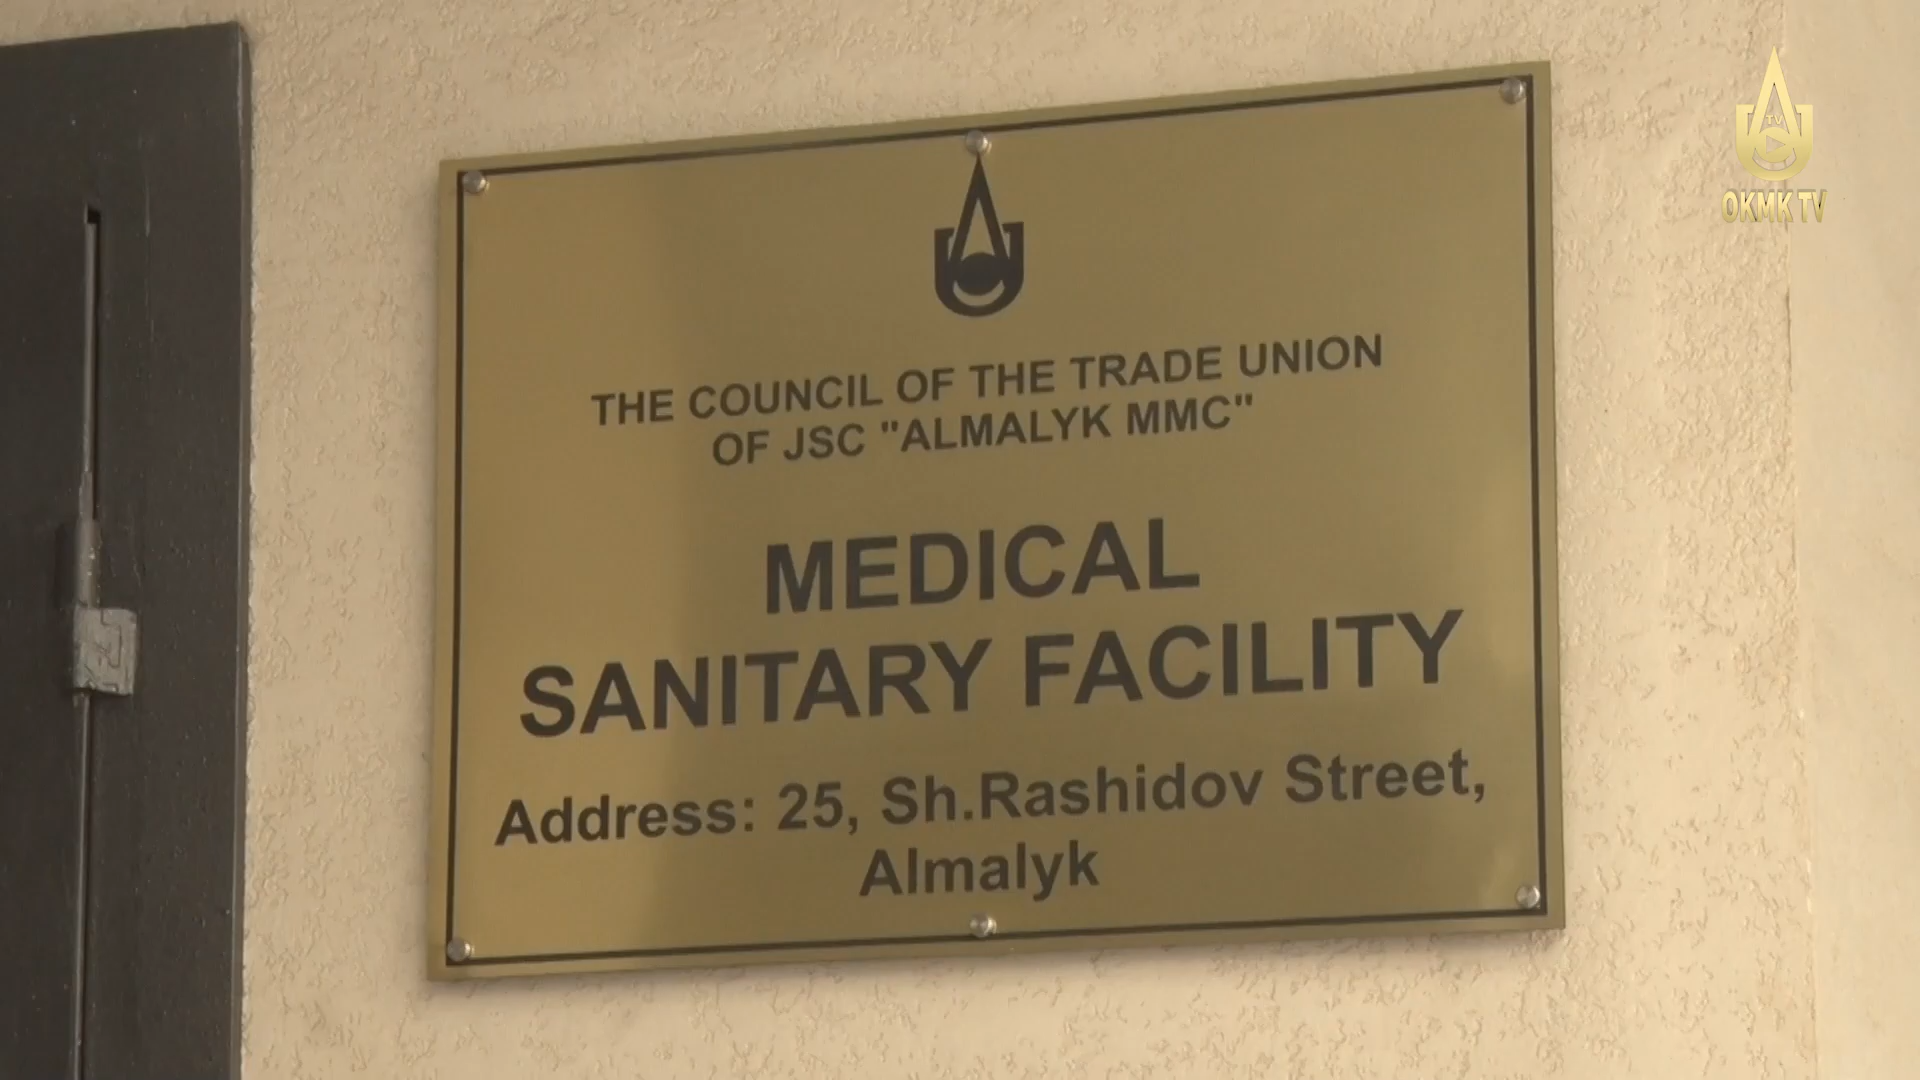 TV
OKMK TV
THE COUNCIL OF THE TRADE UNION
OF JSC "ALMALYK MMC"
MEDICAL
SANITARY FACILITY
Address: 25, Sh.Rashidov Street,
Almalyk